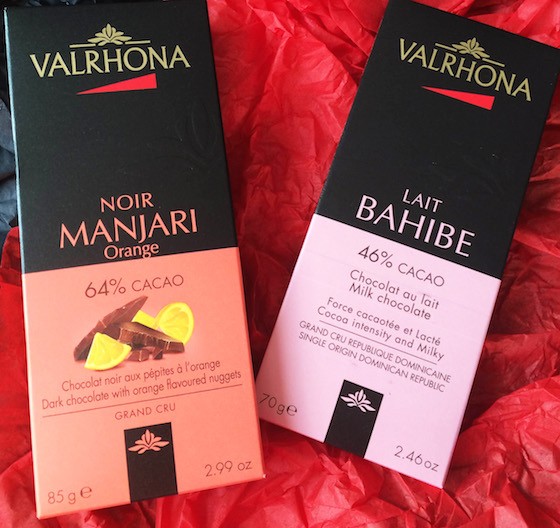 VALRHONA
NOIR
MANJARI
Orange
64% CACAO
Chocolat noir aux pépites à l'orange
Dark chocolate with orange flavoured nuggets
GRAND CRU
85 g e
2.99 oz
VALRHONA
LAIT
BAHIBE
46% CACAO
Chocolat au lait
Milk chocolate
Force cacaotée et Lacté
Cocoa intensity and Milky
GRAND CRU REPUBLIQUE DOMINICAINE
SINGLE ORIGIN DOMINICAN REPUBLIC
70g e
2.46 oz